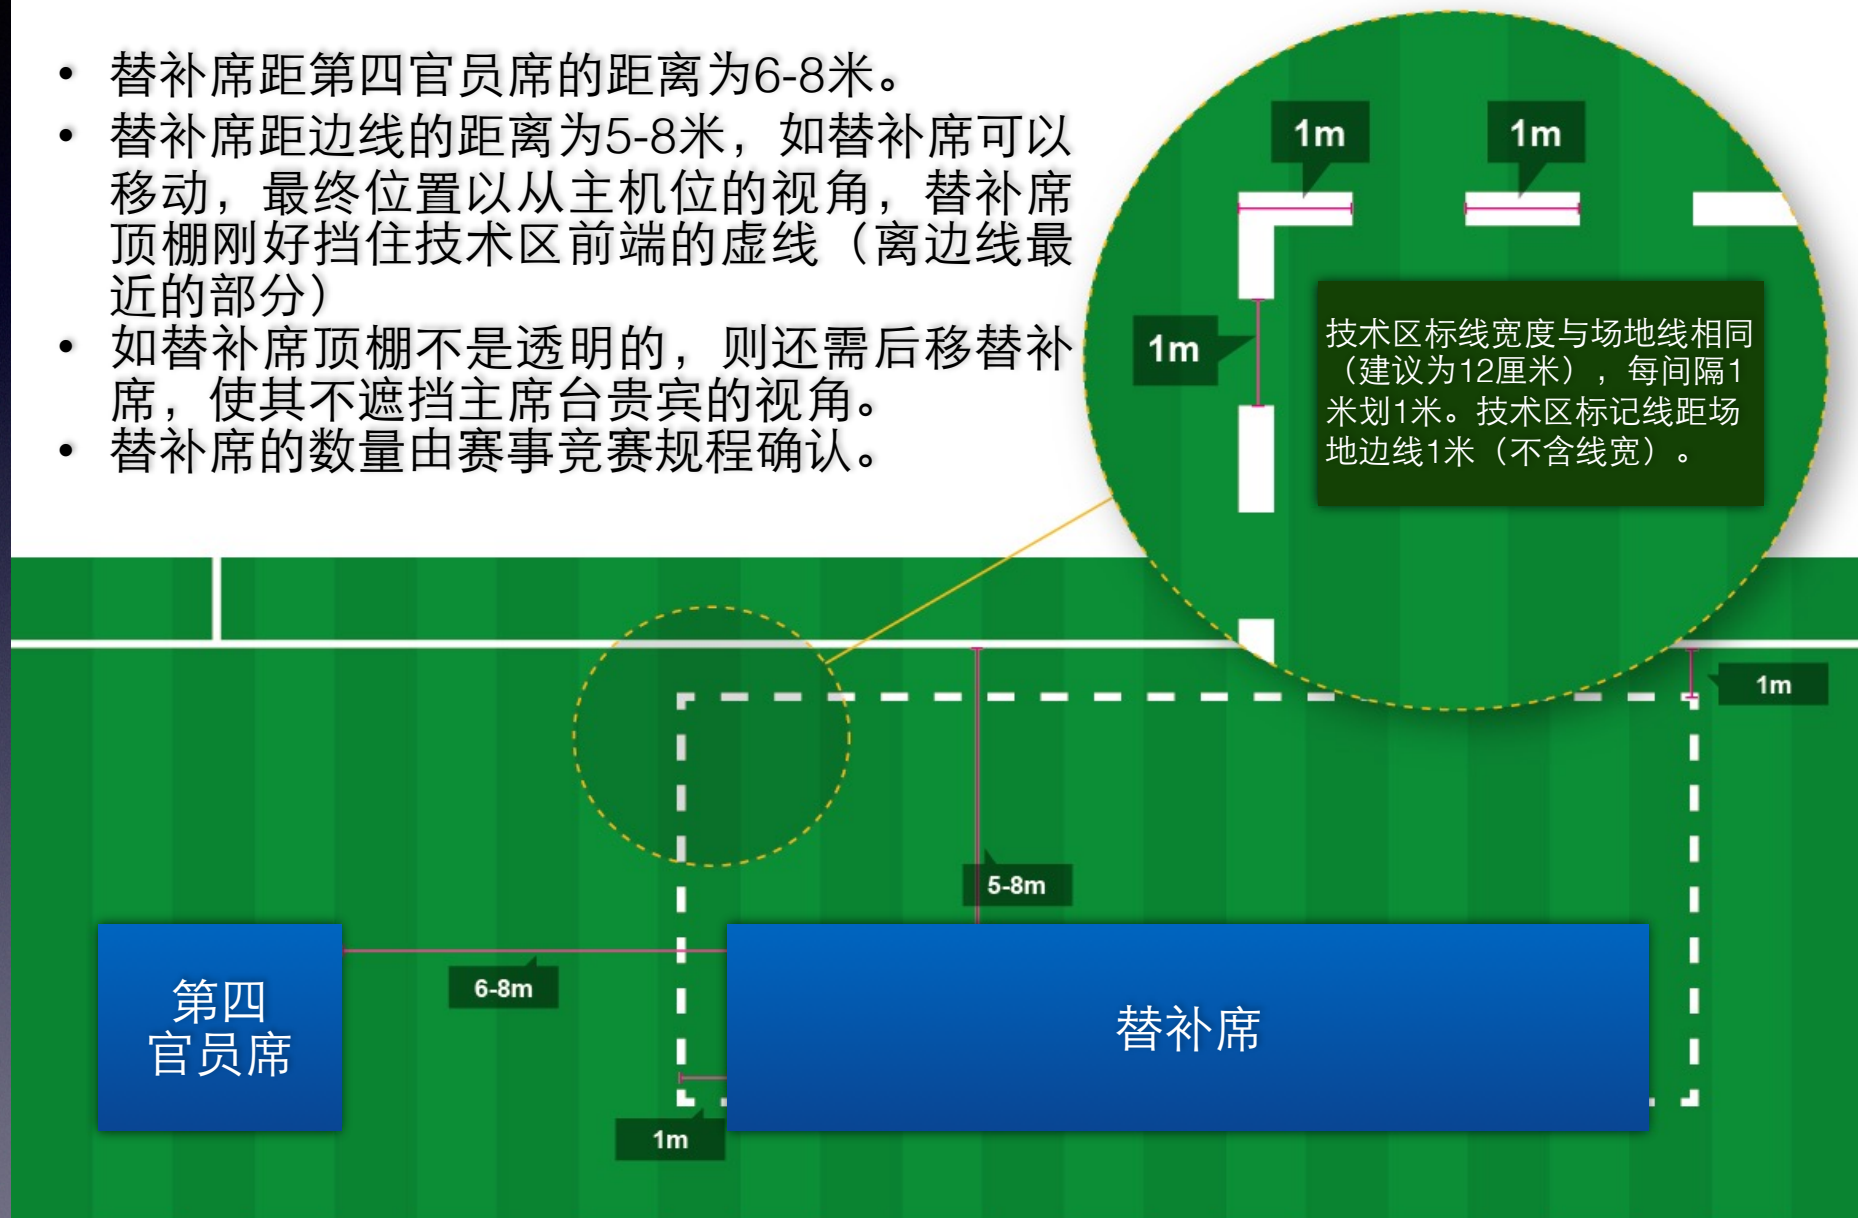 • 替补席距第四官员席的距离为6-8米。
• 替补席距边线的距离为5-8米，如替补席可以
移动，最终位置以从主机位的视角，替补席
顶棚刚好挡住技术区前端的虚线（离边线最
近的部分）
• 如替补席顶棚不是透明的，则还需后移替补
席，使其不遮挡主席台贵宾的视角。
• 替补席的数量由赛事竞赛规程确认。
1m
1m
1m
技术区标线宽度与场地线相同
（建议为12厘米），每间隔1
米划1米。技术区标记线距场
地边线1米（不含线宽）。
1m
5-8m
6-8m
第四
官员席
替补席
1m